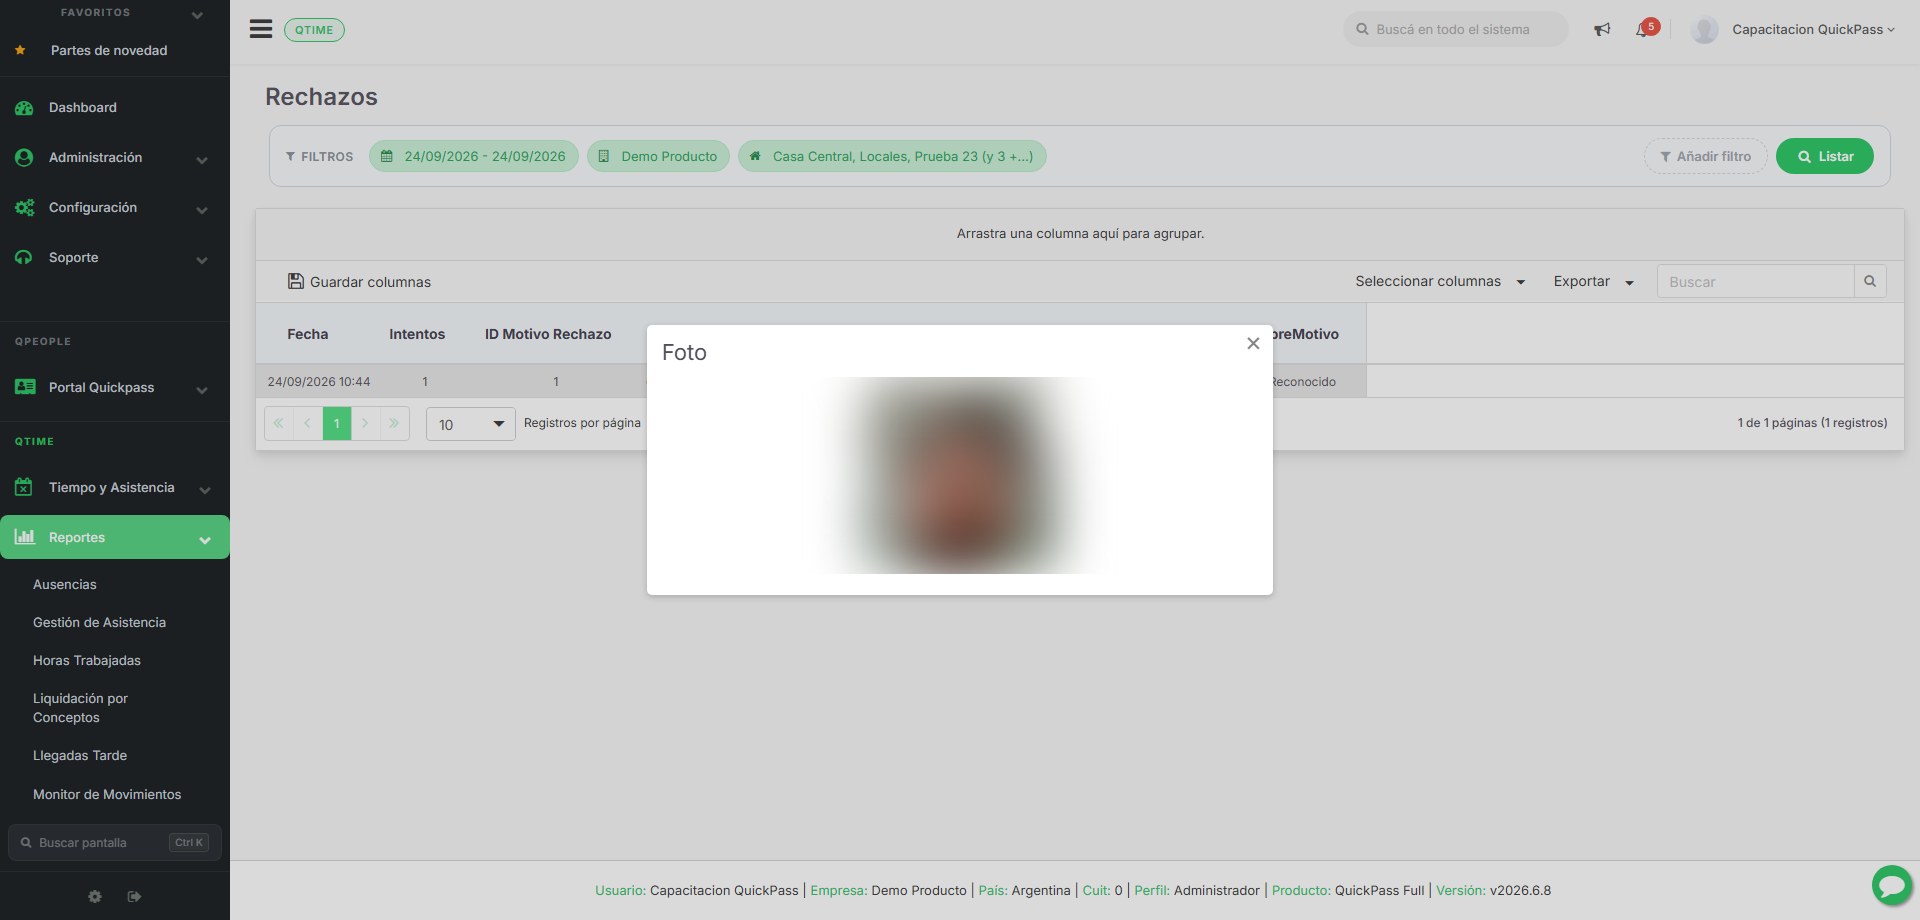 FAVORITOS
Partes de novedad
Dashboard
Administración
Configuración
Soporte
QPEOPLE
Portal Quickpass
QTIME
Tiempo y Asistencia
Reportes
Ausencias
Gestión de Asistencia
Horas Trabajadas
Liquidación por
Conceptos
Llegadas Tarde
Monitor de Movimientos
Buscar pantalla Ctrl K
QTIME
Buscá en todo el sistema
5
Capacitacion QuickPass
Rechazos
FILTROS
24/09/2026 - 24/09/2026
Demo Producto
Casa Central, Locales, Prueba 23 (y 3 +...)
Añadir filtro
Listar
Arrastra una columna aquí para agrupar.
Guardar columnas
Seleccionar columnas
Exportar
Buscar
Fecha Intentos ID Motivo Rechazo
24/09/2026 10:44 1 1 Reconocido
1
10
Registros por página
1 de 1 páginas (1 registros)
Foto
Usuario: Capacitacion QuickPass | Empresa: Demo Producto | País: Argentina | Cuit: 0 | Perfil: Administrador | Producto: QuickPass Full | Versión: v2026.6.8